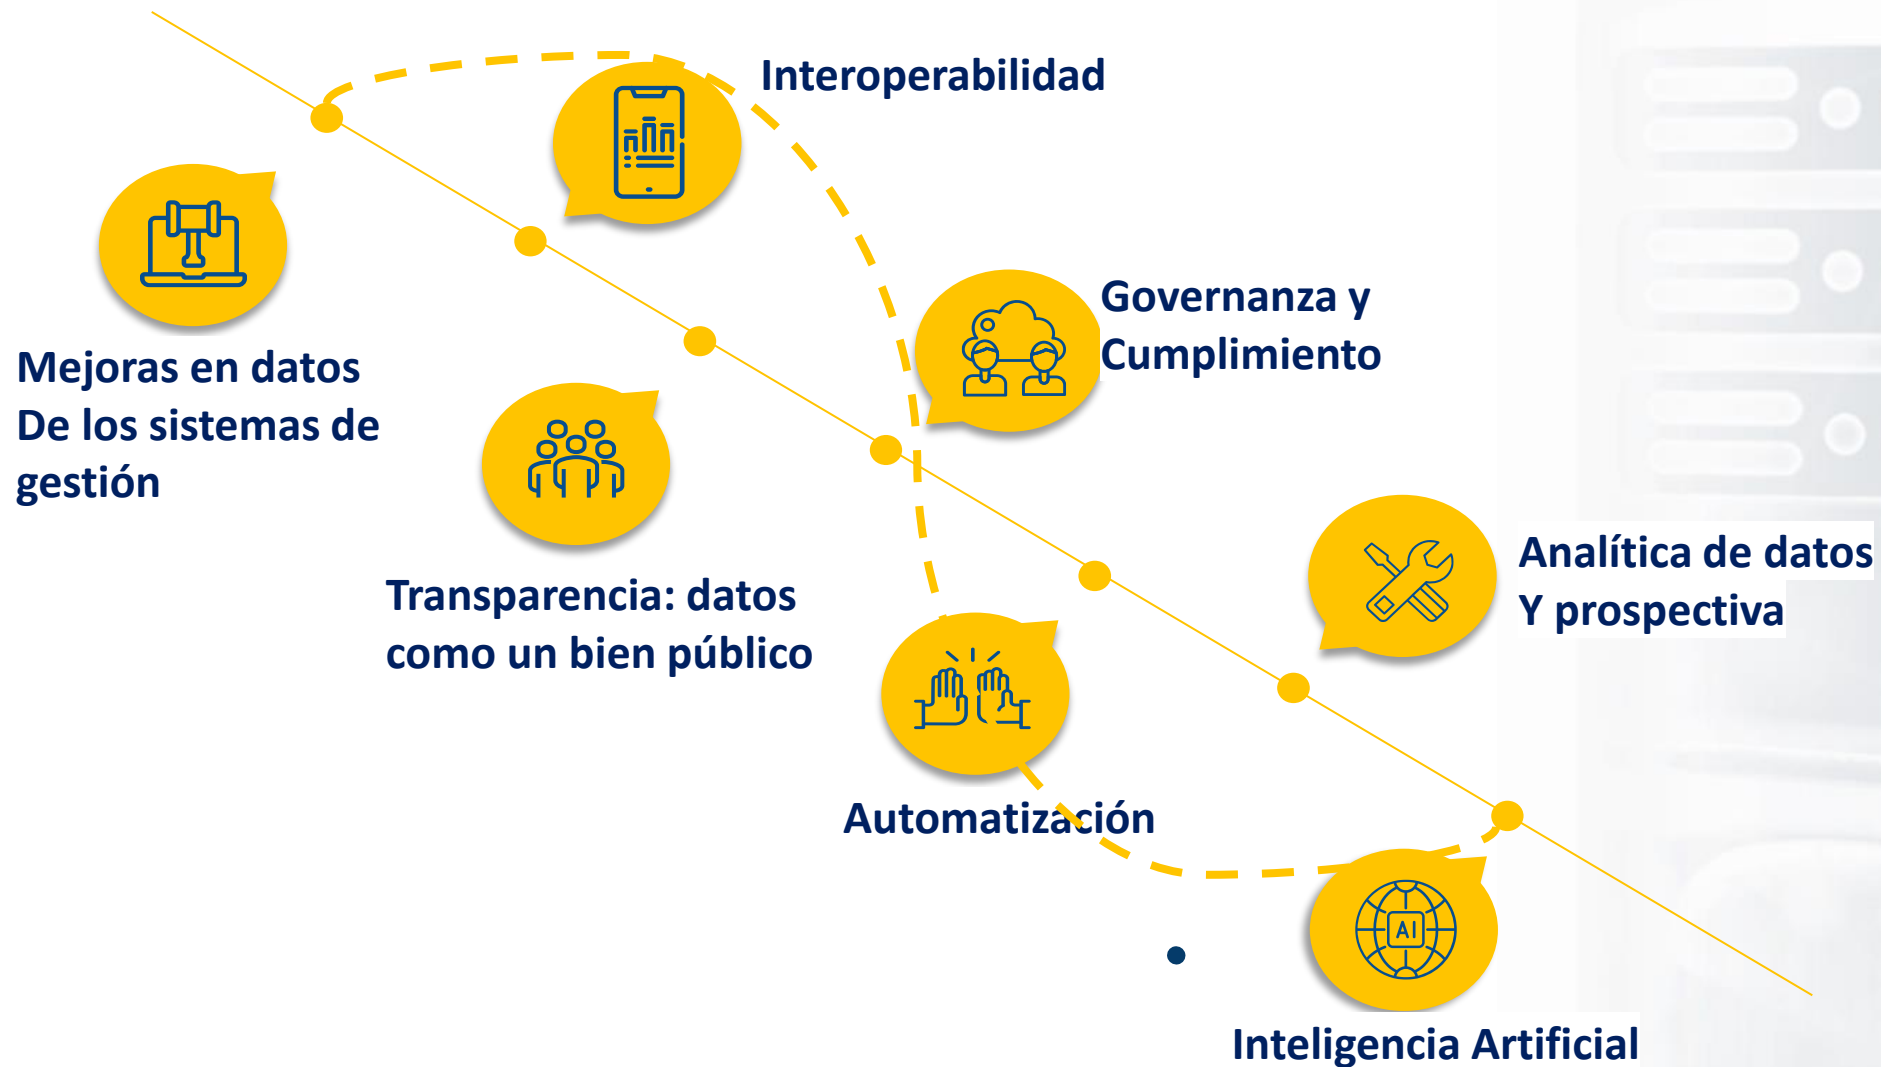 Interoperabilidad
Mejoras en datos
De los sistemas de
gestión
Governanza y
Cumplimiento
Transparencia: datos
como un bien público
Analítica de datos
Y prospectiva
Automatización
AI
Inteligencia Artificial